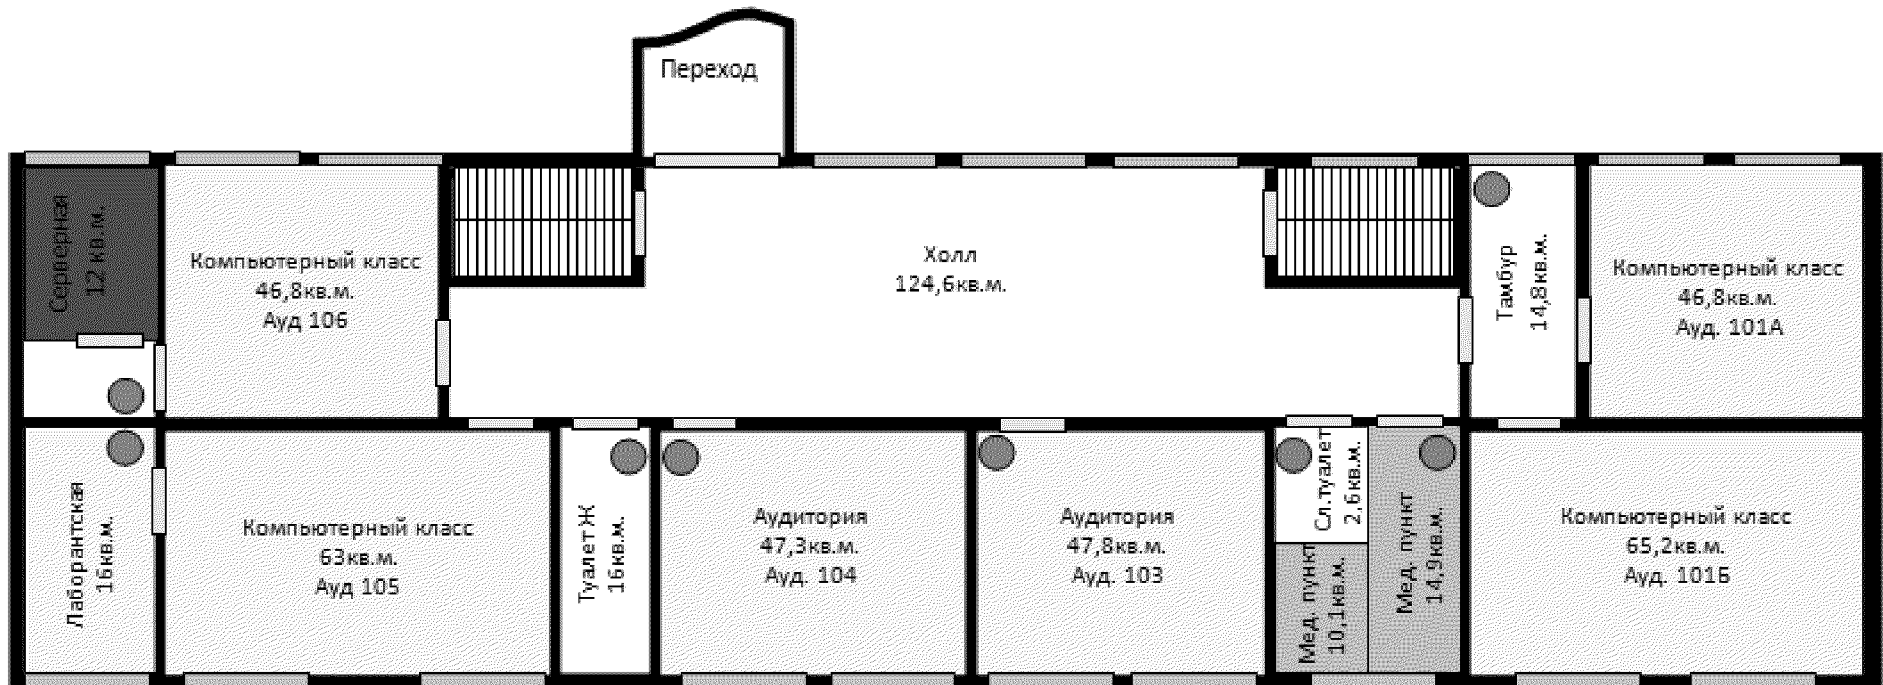 Переход
Серверная
12 кв.м.
Компьютерный класс
46,8кв.м.
Ауд 106
Холл
124,6кв.м.
Тамбур
14,8кв.м.
Компьютерный класс
46,8кв.м.
Ауд. 101А
Лаборантская
16кв.м.
Компьютерный класс
63кв.м.
Ауд 105
Туалет Ж
16кв.м.
Аудитория
47,3кв.м.
Ауд. 104
Аудитория
47,8кв.м.
Ауд. 103
Сл.туалет
2,6кв.м.
Мед. пункт
10,1кв.м.
Мед. пункт
14,9кв.м.
Компьютерный класс
65,2кв.м.
Ауд. 101Б